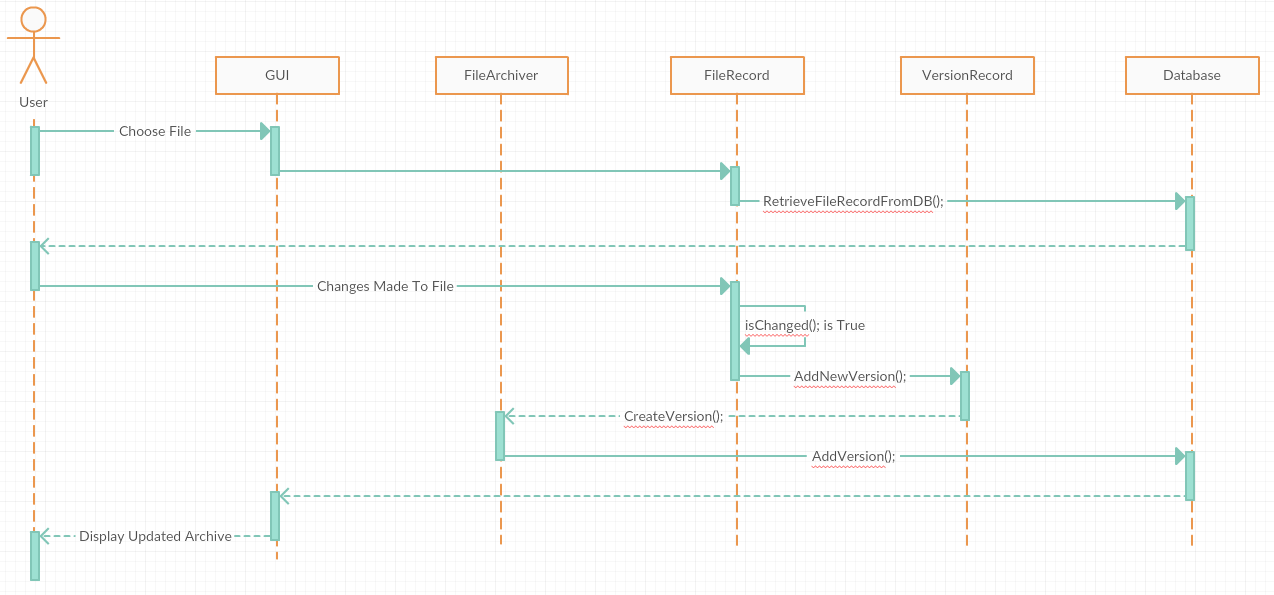 User
GUI
FileArchiver
FileRecord
VersionRecord
Database
Choose File
RetrieveFileRecordFromDB();
Changes Made To File
isChanged(); is True
AddNewVersion();
CreateVersion();
AddVersion();
Display Updated Archive